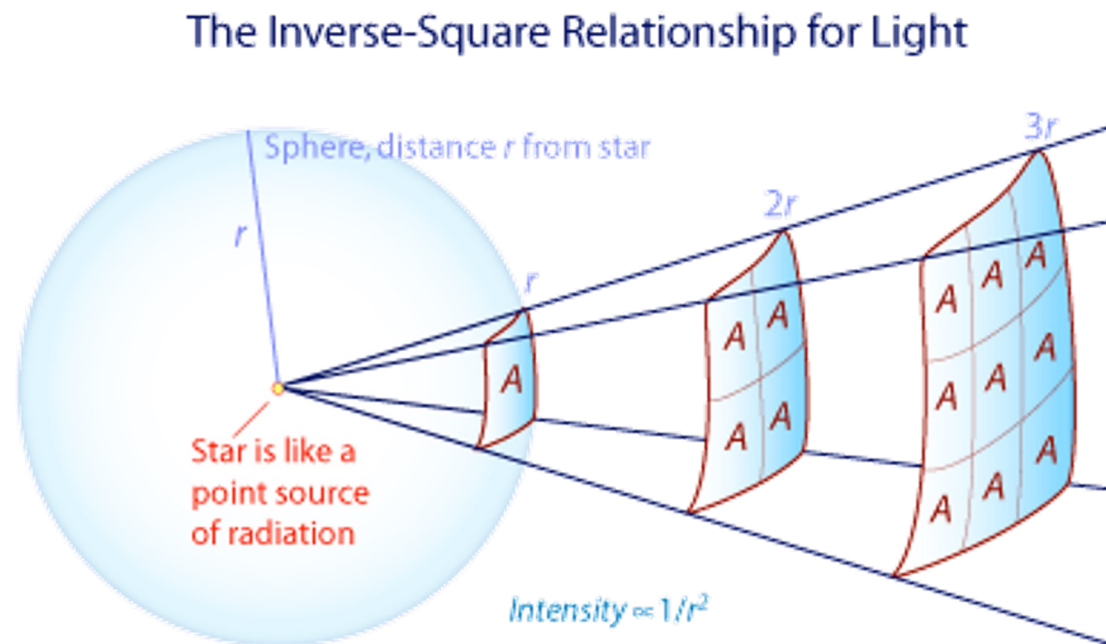 The Inverse-Square Relationship for Light
3r
Sphere, distance r from star
2r
r
r
A
A A
A A
A A A
A A A
A A A
Star is like a
point source
of radiation
Intensity ∝ 1/r²